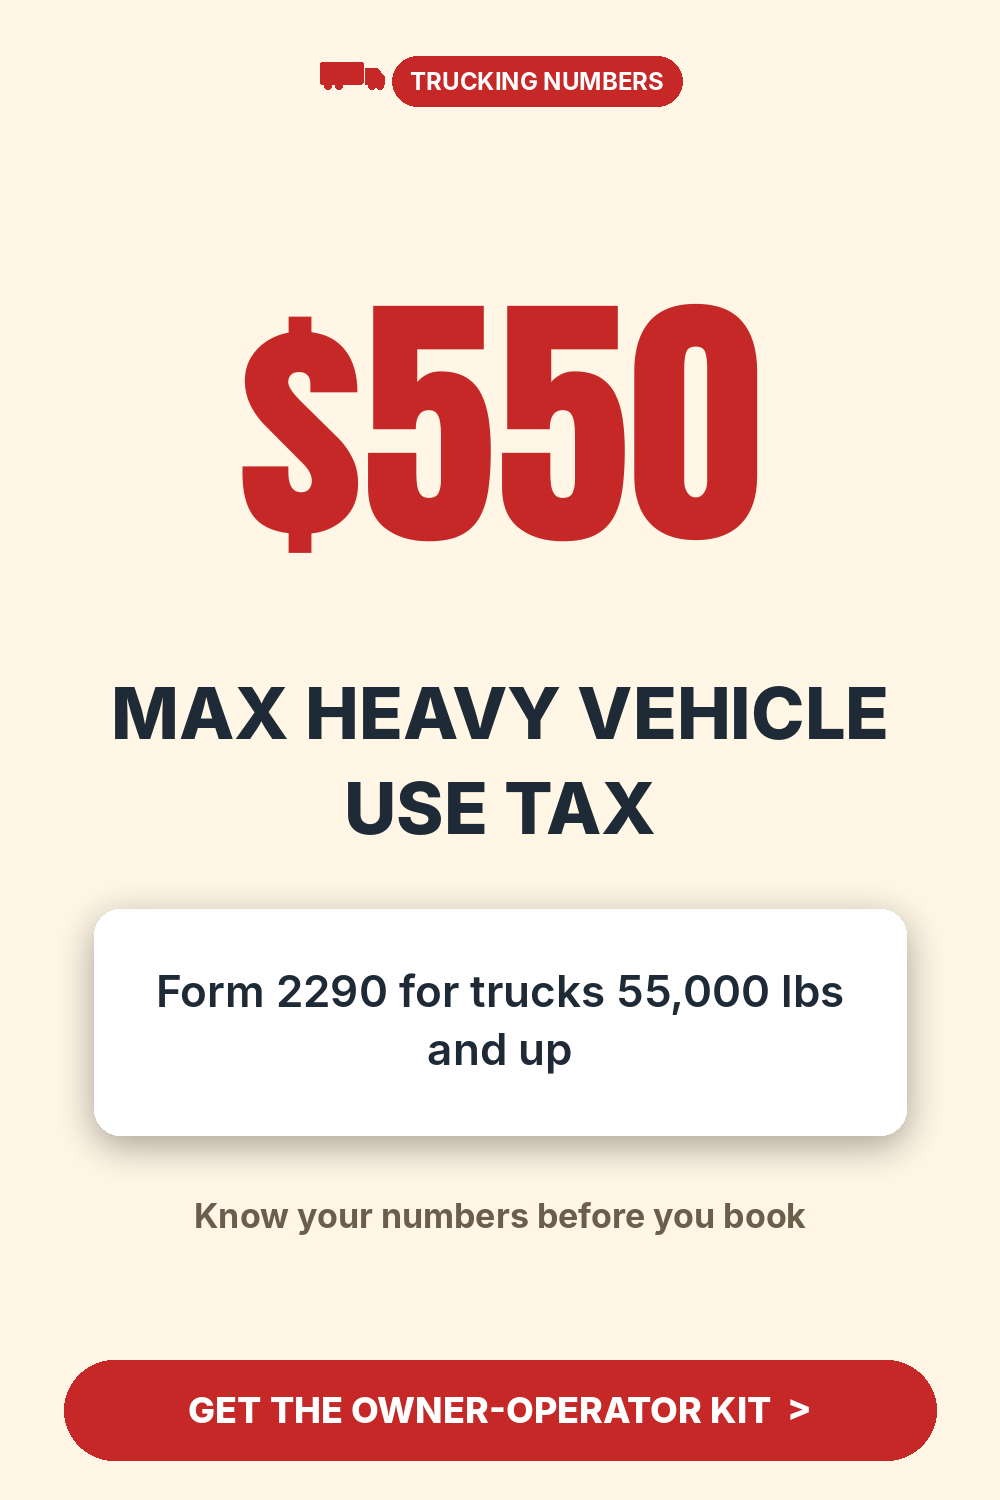 TRUCKING NUMBERS
$550
MAX HEAVY VEHICLE
USE TAX
Form 2290 for trucks 55,000 lbs
and up
Know your numbers before you book
GET THE OWNER-OPERATOR KIT >